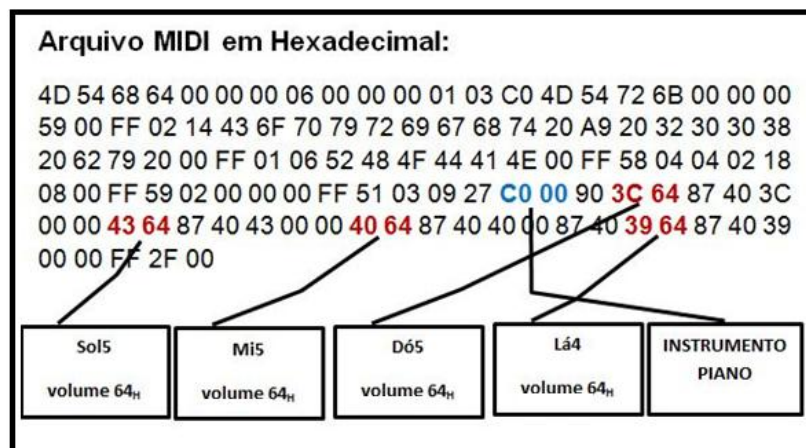 Arquivo MIDI em Hexadecimal:
4D 54 68 64 00 00 00 06 00 00 00 01 03 C0 4D 54 72 6B 00 00 00
59 00 FF 02 14 43 6F 70 79 72 69 67 68 74 20 A9 20 32 30 30 38
20 62 79 20 00 FF 01 06 52 48 4F 44 41 4E 00 FF 58 04 04 02 18
08 00 FF 59 02 00 00 00 FF 51 03 09 27 C0 00 90 3C 64 87 40 3C
00 00 43 64 87 40 43 00 00 40 64 87 40 40 00 87 40 39 64 87 40 39
00 00 FF 2F 00
Sol5
volume 64H
Mi5
volume 64H
Dó5
volume 64H
Lá4
volume 64H
INSTRUMENTO
PIANO